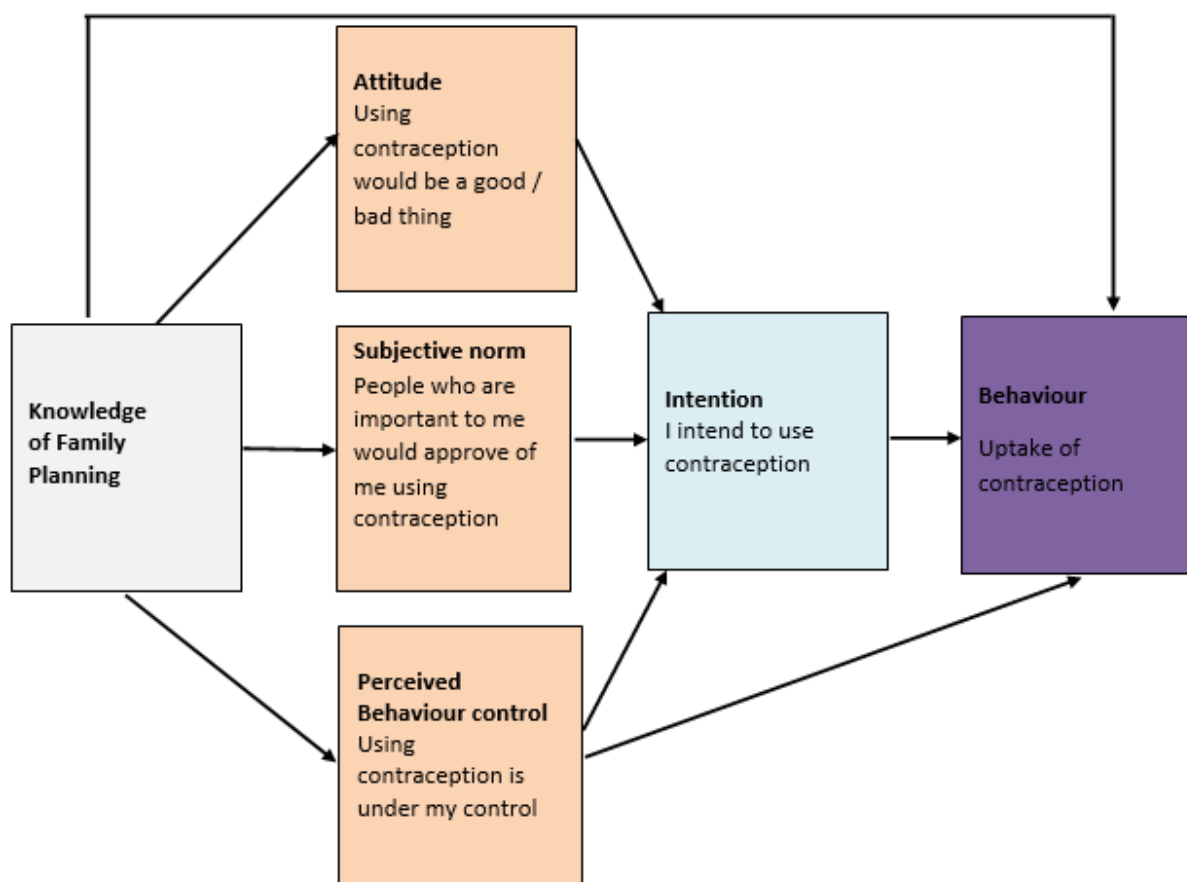 Attitude
Using
contraception
would be a good /
bad thing
Knowledge
of Family
Planning
Subjective norm
People who are
important to me
would approve of
me using
contraception
Intention
I intend to use
contraception
Behaviour
Uptake of
contraception
Perceived
Behaviour control
Using
contraception is
under my control